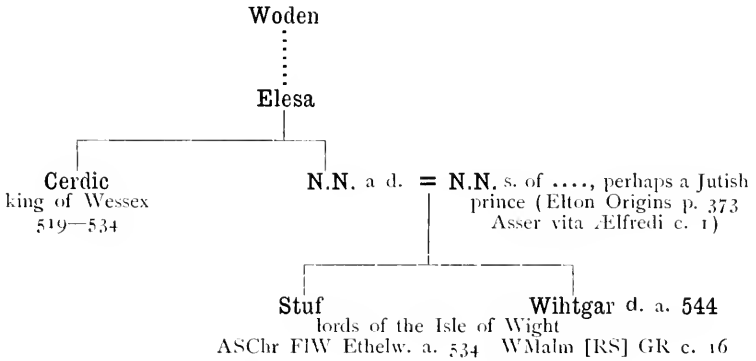 Woden
Elesa
Cerdic N.N. a d. = N.N. s. of ...., perhaps a Jutish
king of Wessex prince (Elton Origins p. 373
519—534 Asser vita Ælfredi c. 1)
Stuf Wihtgar d. a. 544
lords of the Isle of Wight
ASChr FlW Ethelw. a. 534 WMalm [RS] GR c. 16